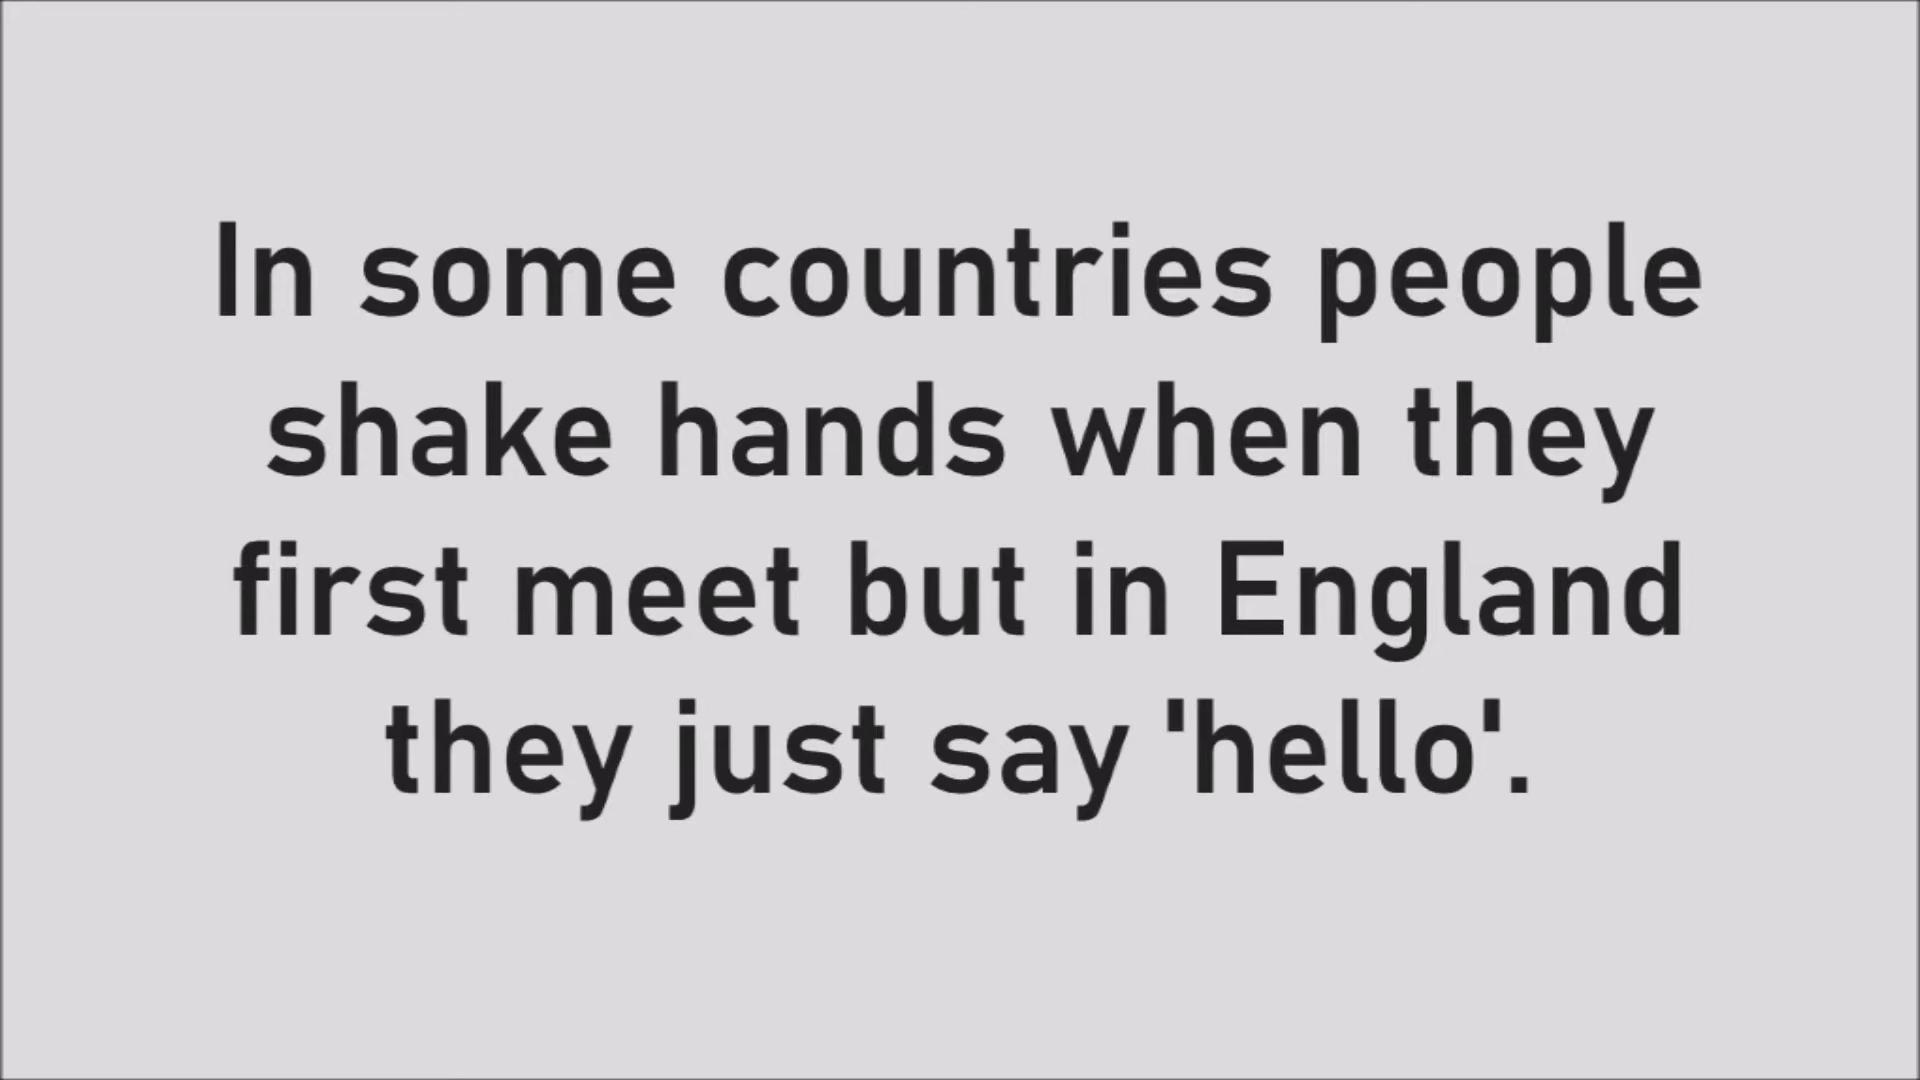 In some countries people
shake hands when they
first meet but in England
they just say 'hello'.